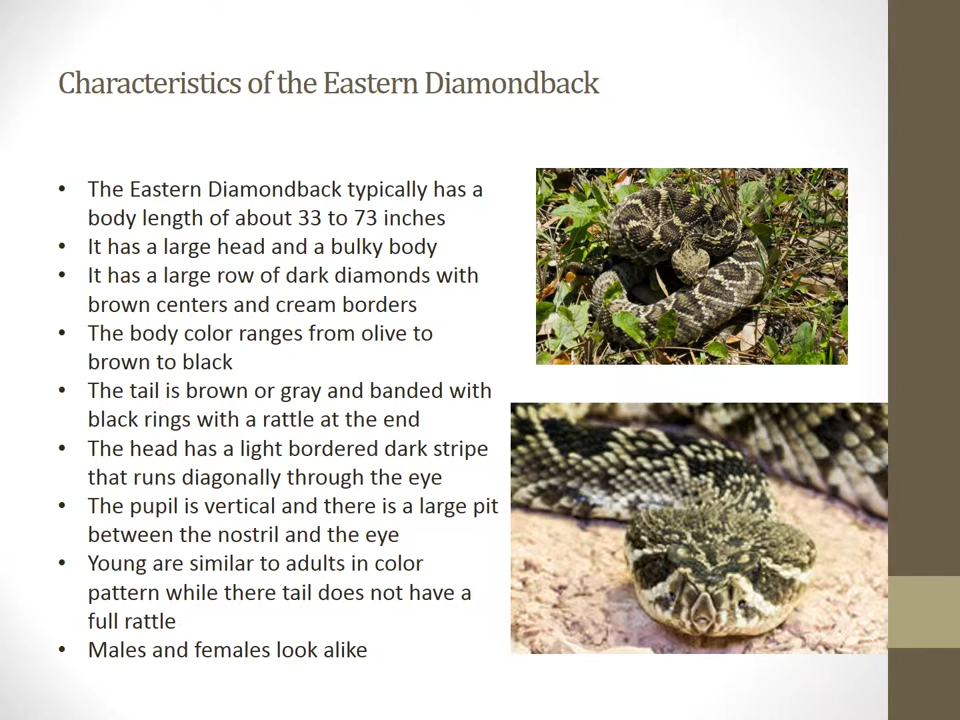 Characteristics of the Eastern Diamondback
• The Eastern Diamondback typically has a
body length of about 33 to 73 inches
• It has a large head and a bulky body
• It has a large row of dark diamonds with
brown centers and cream borders
• The body color ranges from olive to
brown to black
• The tail is brown or gray and banded with
black rings with a rattle at the end
• The head has a light bordered dark stripe
that runs diagonally through the eye
• The pupil is vertical and there is a large pit
between the nostril and the eye
• Young are similar to adults in color
pattern while there tail does not have a
full rattle
• Males and females look alike